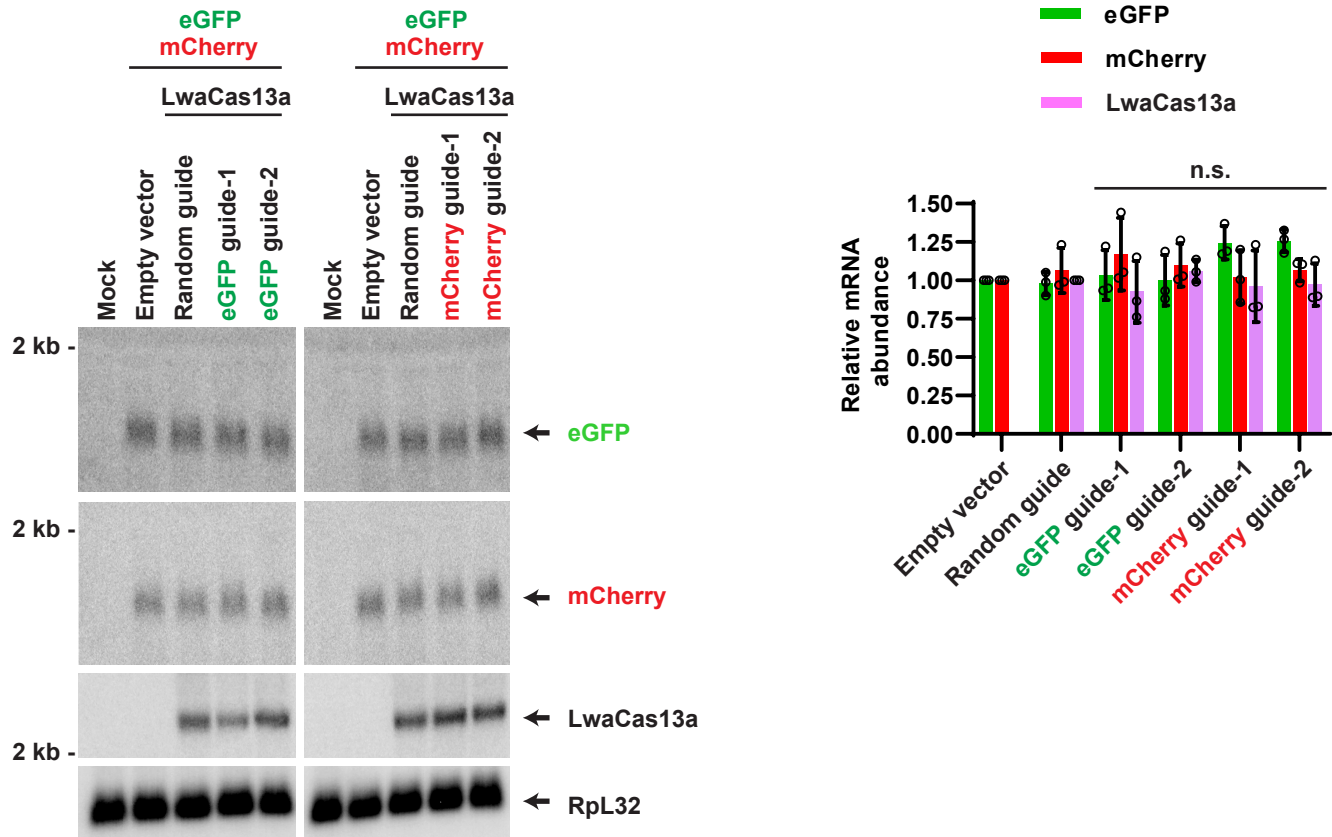 eGFP
mCherry
LwaCas13a
Mock
Empty vector
Random guide
eGFP guide-1
eGFP guide-2
eGFP
mCherry
LwaCas13a
Mock
Empty vector
Random guide
mCherry guide-1
mCherry guide-2
2 kb -
eGFP
2 kb -
mCherry
LwaCas13a
2 kb -
RpL32
eGFP
mCherry
LwaCas13a
n.s.
Relative mRNA
abundance
1.50
1.25
1.00
0.75
0.50
0.25
0.00
Empty vector
Random guide
eGFP guide-1
eGFP guide-2
mCherry guide-1
mCherry guide-2